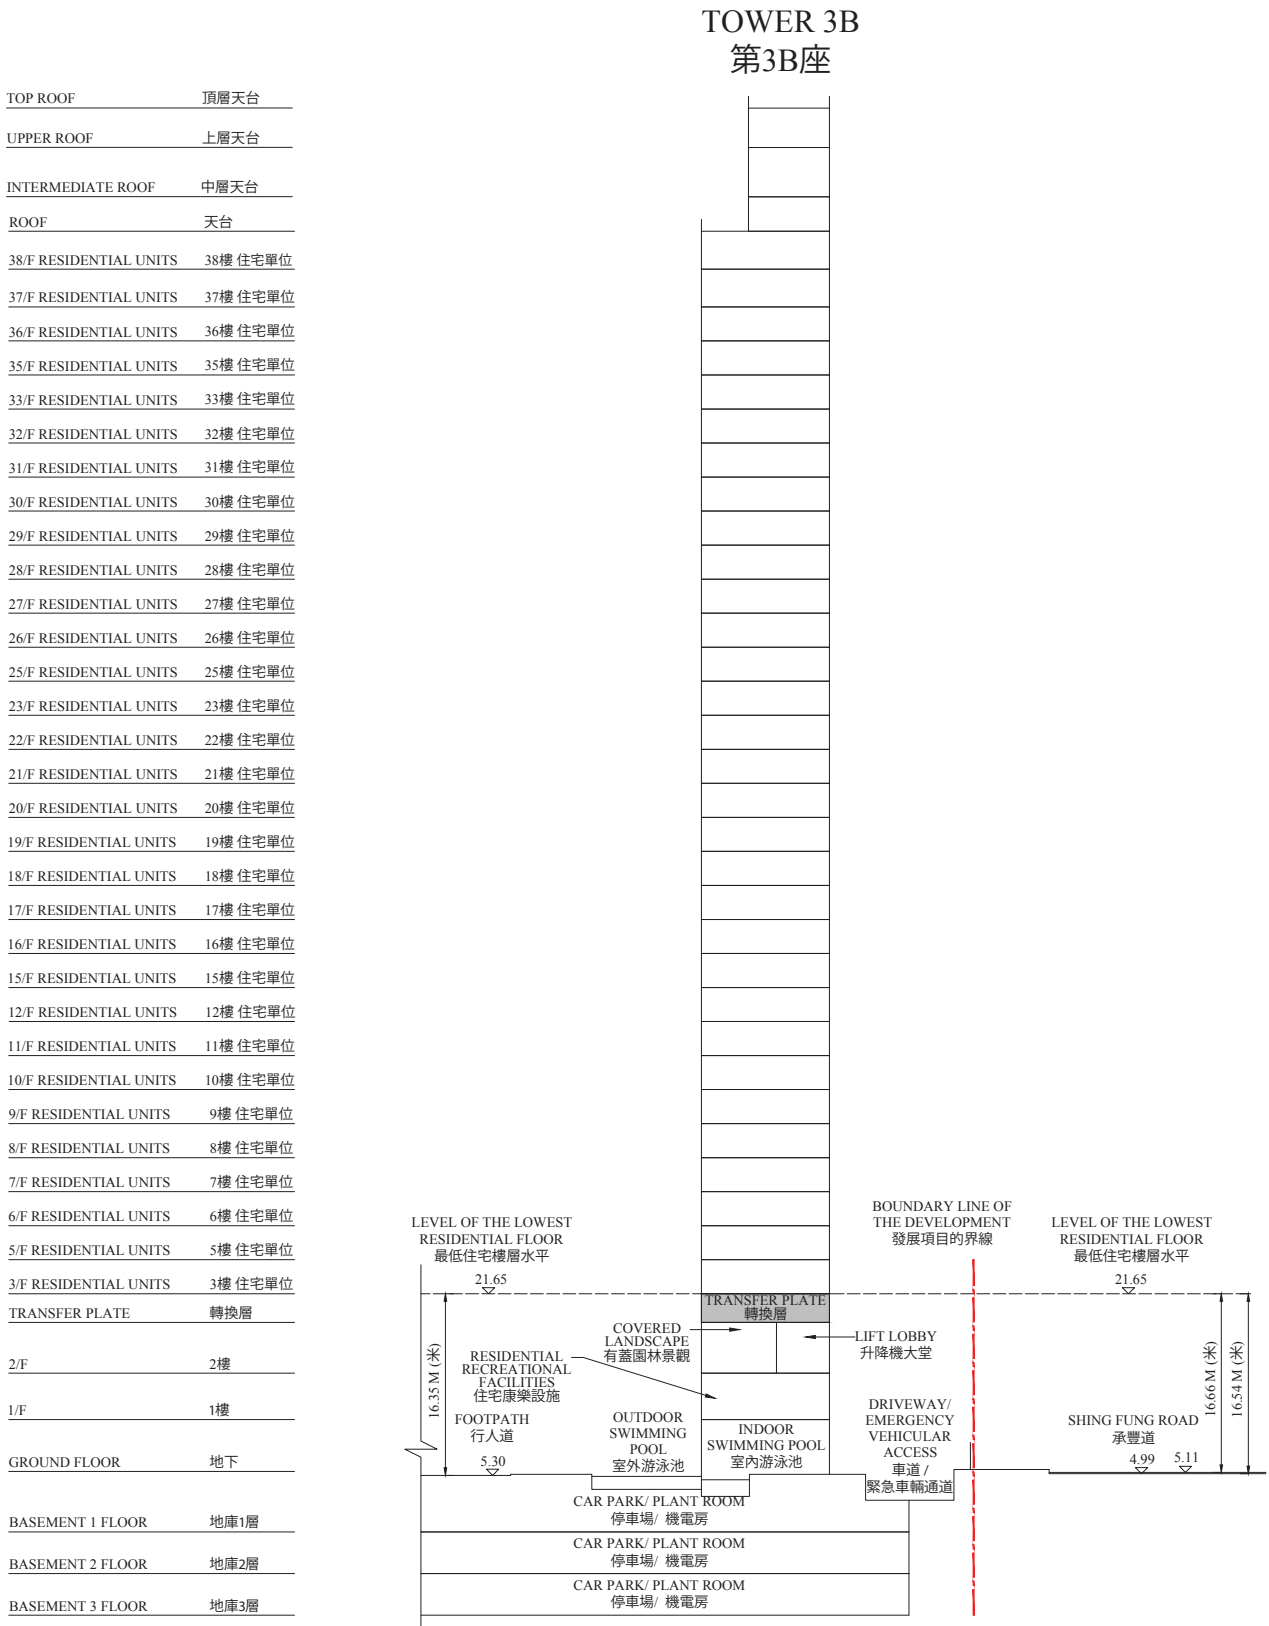 TOWER 3B
第3B座
TOP ROOF 頂層天台
UPPER ROOF 上層天台
INTERMEDIATE ROOF 中層天台
ROOF 天台
38/F RESIDENTIAL UNITS 38樓 住宅單位
37/F RESIDENTIAL UNITS 37樓 住宅單位
36/F RESIDENTIAL UNITS 36樓 住宅單位
35/F RESIDENTIAL UNITS 35樓 住宅單位
33/F RESIDENTIAL UNITS 33樓 住宅單位
32/F RESIDENTIAL UNITS 32樓 住宅單位
31/F RESIDENTIAL UNITS 31樓 住宅單位
30/F RESIDENTIAL UNITS 30樓 住宅單位
29/F RESIDENTIAL UNITS 29樓 住宅單位
28/F RESIDENTIAL UNITS 28樓 住宅單位
27/F RESIDENTIAL UNITS 27樓 住宅單位
26/F RESIDENTIAL UNITS 26樓 住宅單位
25/F RESIDENTIAL UNITS 25樓 住宅單位
23/F RESIDENTIAL UNITS 23樓 住宅單位
22/F RESIDENTIAL UNITS 22樓 住宅單位
21/F RESIDENTIAL UNITS 21樓 住宅單位
20/F RESIDENTIAL UNITS 20樓 住宅單位
19/F RESIDENTIAL UNITS 19樓 住宅單位
18/F RESIDENTIAL UNITS 18樓 住宅單位
17/F RESIDENTIAL UNITS 17樓 住宅單位
16/F RESIDENTIAL UNITS 16樓 住宅單位
15/F RESIDENTIAL UNITS 15樓 住宅單位
12/F RESIDENTIAL UNITS 12樓 住宅單位
11/F RESIDENTIAL UNITS 11樓 住宅單位
10/F RESIDENTIAL UNITS 10樓 住宅單位
9/F RESIDENTIAL UNITS 9樓 住宅單位
8/F RESIDENTIAL UNITS 8樓 住宅單位
7/F RESIDENTIAL UNITS 7樓 住宅單位
6/F RESIDENTIAL UNITS 6樓 住宅單位
5/F RESIDENTIAL UNITS 5樓 住宅單位
3/F RESIDENTIAL UNITS 3樓 住宅單位
TRANSFER PLATE 轉換層
2/F 2樓
1/F 1樓
GROUND FLOOR 地下
BASEMENT 1 FLOOR 地庫1層
BASEMENT 2 FLOOR 地庫2層
BASEMENT 3 FLOOR 地庫3層
LEVEL OF THE LOWEST
RESIDENTIAL FLOOR
最低住宅樓層水平
21.65
16.35 M (米)
FOOTPATH
行人道
5.30
TRANSFER PLATE
轉換層
COVERED
LANDSCAPE
有蓋園林景觀
LIFT LOBBY
升降機大堂
RESIDENTIAL
RECREATIONAL
FACILITIES
住宅康樂設施
OUTDOOR
SWIMMING
POOL
室外游泳池
INDOOR
SWIMMING POOL
室內游泳池
DRIVEWAY/
EMERGENCY
VEHICULAR
ACCESS
車道 /
緊急車輛通道
BOUNDARY LINE OF
THE DEVELOPMENT
發展項目的界線
LEVEL OF THE LOWEST
RESIDENTIAL FLOOR
最低住宅樓層水平
21.65
16.66 M (米)
16.54 M (米)
SHING FUNG ROAD
承豐道
4.99 5.11
CAR PARK/ PLANT ROOM
停車場/ 機電房
CAR PARK/ PLANT ROOM
停車場/ 機電房
CAR PARK/ PLANT ROOM
停車場/ 機電房